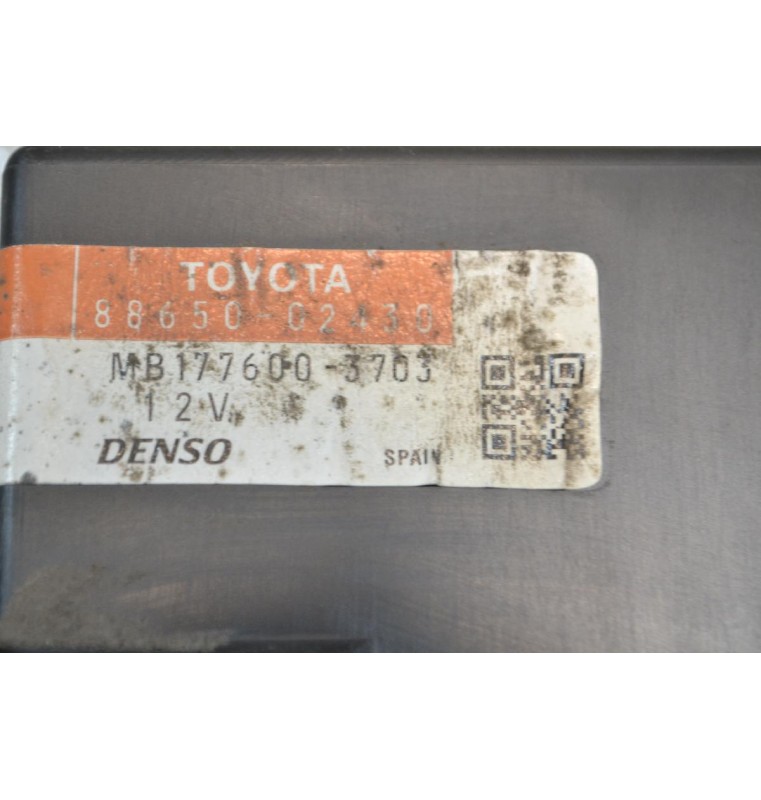 TOYOTA
88650-02430
MB177600-3703
12V
DENSO
SPAIN